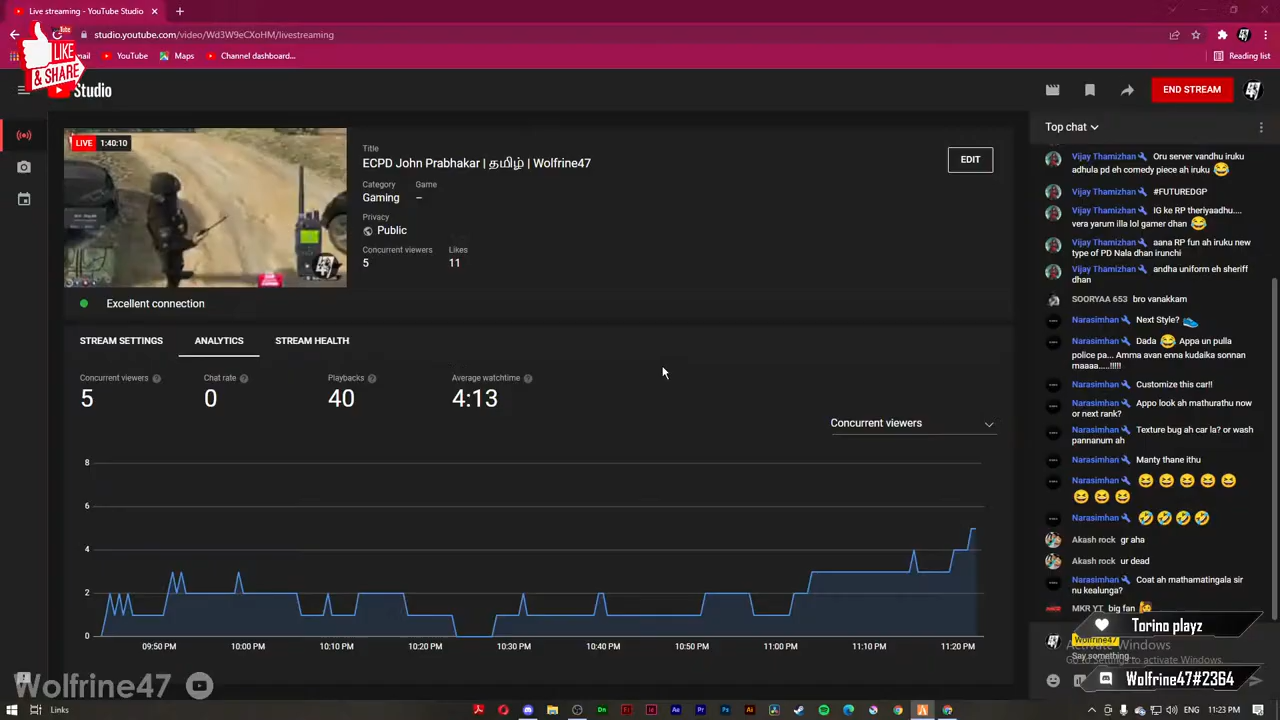 Live streaming - YouTube Studio
studio.youtube.com/video/Wd3W9eCXoHM/livestreaming
YouTube
Maps
Channel dashboard...
Reading list
LIKE
& SHARE
Studio
END STREAM
LIVE 1:40:10
Title
ECPD John Prabhakar | தமிழ் | Wolfrine47
EDIT
Category Game
Gaming –
Privacy
Public
Concurrent viewers Likes
5 11
Excellent connection
STREAM SETTINGS ANALYTICS STREAM HEALTH
Concurrent viewers Chat rate Playbacks Average watchtime
5 0 40 4:13
Concurrent viewers
8
6
4
2
0
09:50 PM 10:00 PM 10:10 PM 10:20 PM 10:30 PM 10:40 PM 10:50 PM 11:00 PM 11:10 PM 11:20 PM
Top chat
Vijay Thamizhan Oru server vandhu iruku
adhula pd eh comedy piece ah iruku 😂
Vijay Thamizhan #FUTUREDGP
Vijay Thamizhan IG ke RP theriyaadhu....
vera yarum illa lol gamer dhan 😂
Vijay Thamizhan aana RP fun ah iruku new
type of PD Nala dhan irunchi
Vijay Thamizhan andha uniform eh sheriff
dhan
SOORYAA 653 bro vanakkam
Narasimhan Next Style? 👟
Narasimhan Dada 😂 Appa un pulla
police pa... Amma avan enna kudaika sonnan
maaaa.....!!!!!
Narasimhan Customize this car!!
Narasimhan Appo look ah mathurathu now
or next rank?
Narasimhan Texture bug ah car la? or wash
pannanum ah
Narasimhan Manty thane ithu
Narasimhan 😆 😆 😆 😆 😆
😆 😆 😆
Narasimhan 🤣 🤣 🤣 🤣
Akash rock gr aha
Akash rock ur dead
Narasimhan Coat ah mathamatingala sir
nu kealunga?
MKR YT big fan 🙋
Torino playz
Wolfrine47
Activate Windows
Say something...
Go to Settings to activate Windows.
Wolfrine47#2364
Wolfrine47
Links
11:23 PM